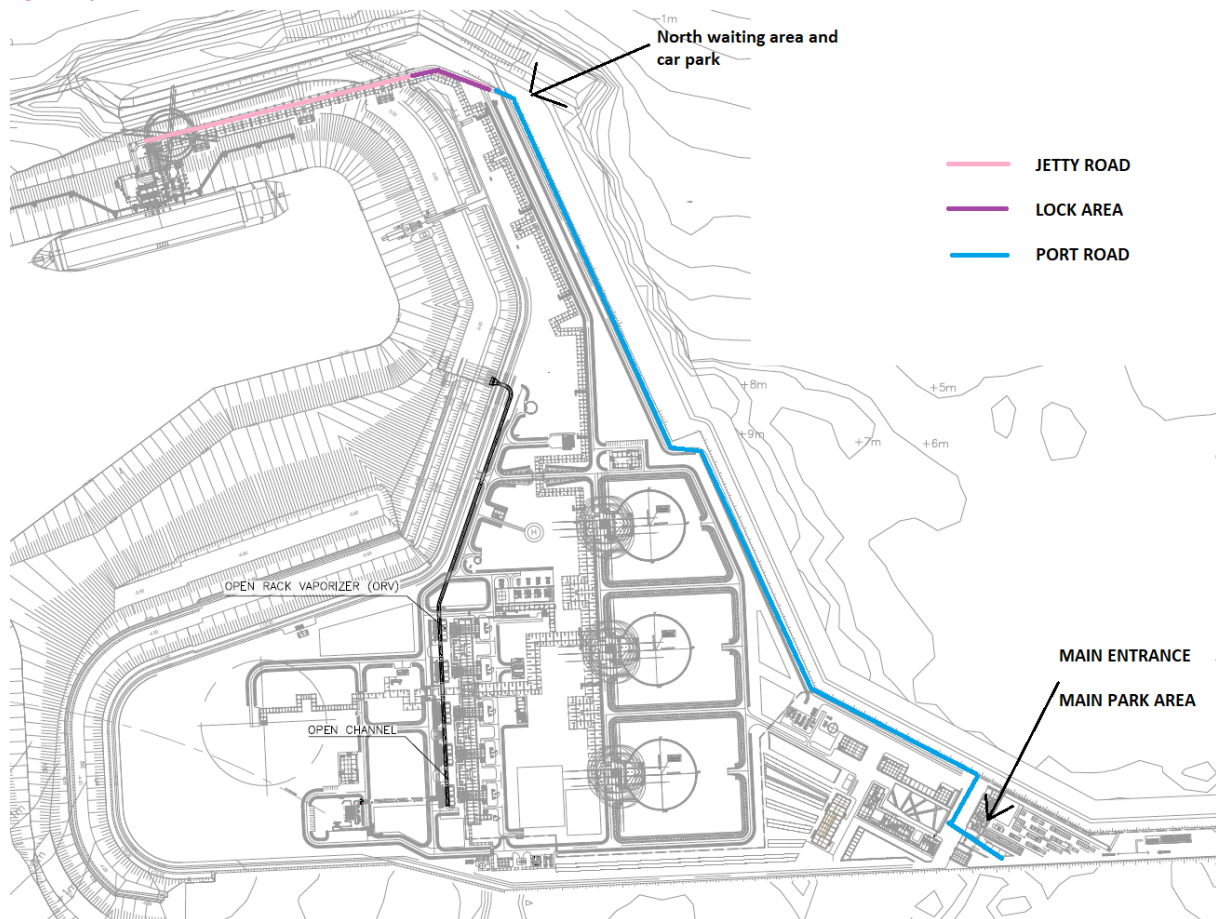 -1m
North waiting area and
car park
JETTY ROAD
LOCK AREA
PORT ROAD
+5m
+8m
+9m
+7m
+6m
H
OPEN RACK VAPORIZER (ORV)
MAIN ENTRANCE
MAIN PARK AREA
OPEN CHANNEL